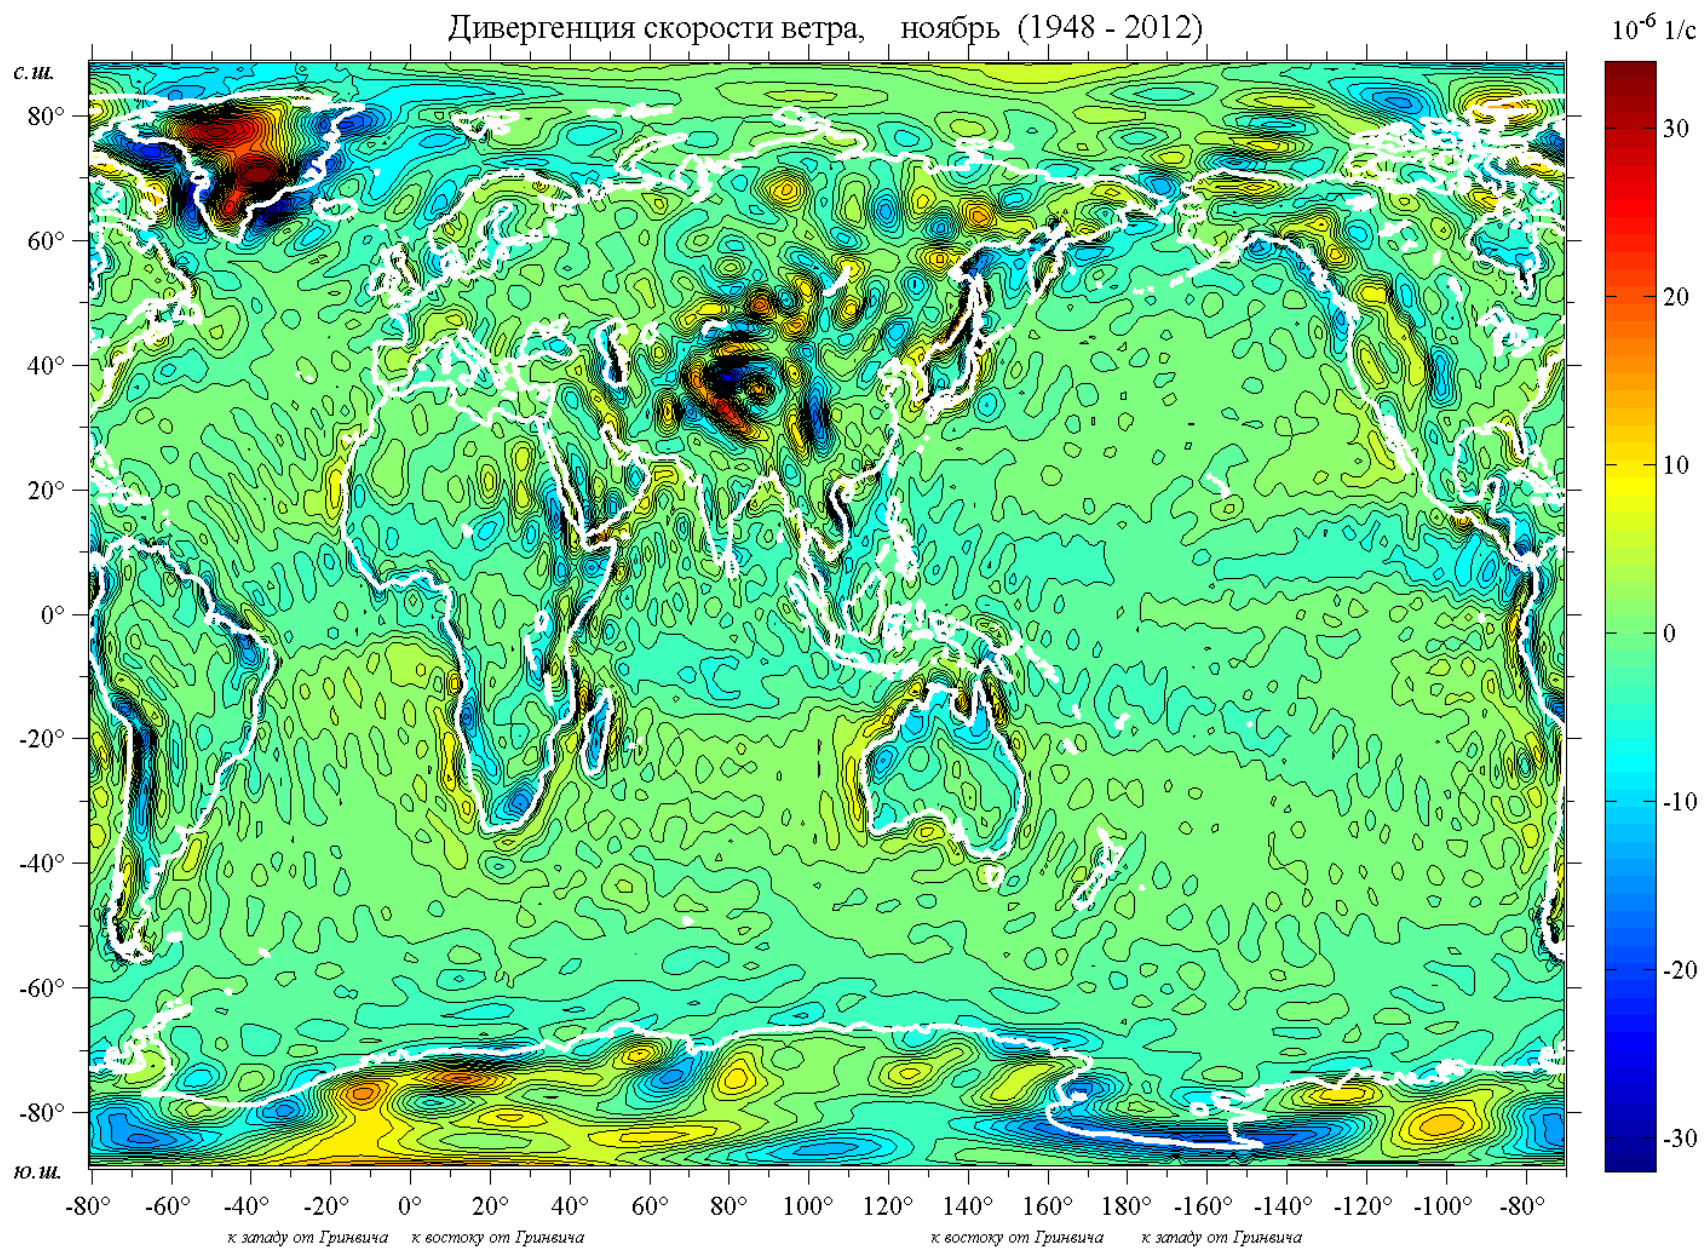 Дивергенция скорости ветра, ноябрь (1948 - 2012)
10⁻⁶ 1/с
с.ш.
80°
60°
40°
20°
0°
-20°
-40°
-60°
-80°
ю.ш.
30
20
10
0
-10
-20
-30
-80° -60° -40° -20° 0° 20° 40° 60° 80° 100° 120° 140° 160° 180° -160° -140° -120° -100° -80°
к западу от Гринвича к востоку от Гринвича к востоку от Гринвича к западу от Гринвича